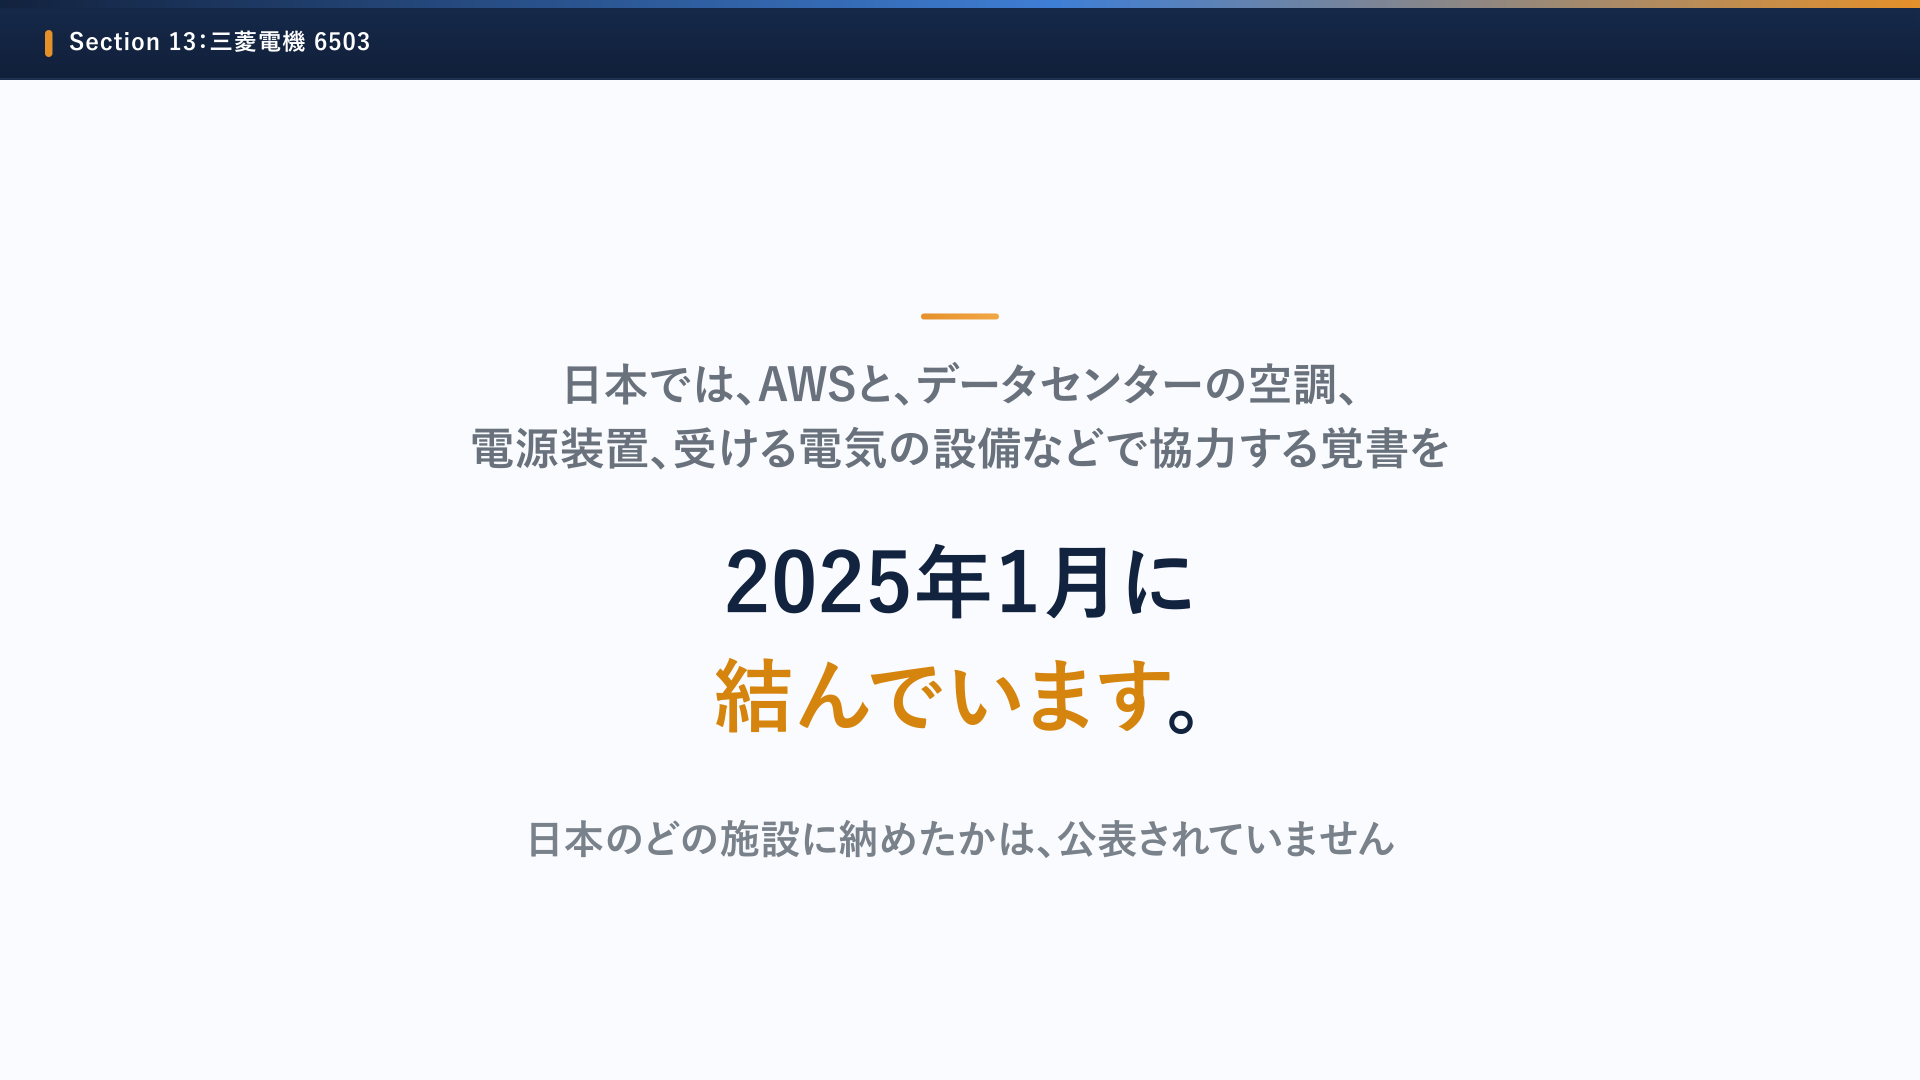 Section 13：三菱電機 6503
日本では、AWSと、データセンターの空調、
電源装置、受ける電気の設備などで協力する覚書を
2025年1月に
結んでいます。
日本のどの施設に納めたかは、公表されていません